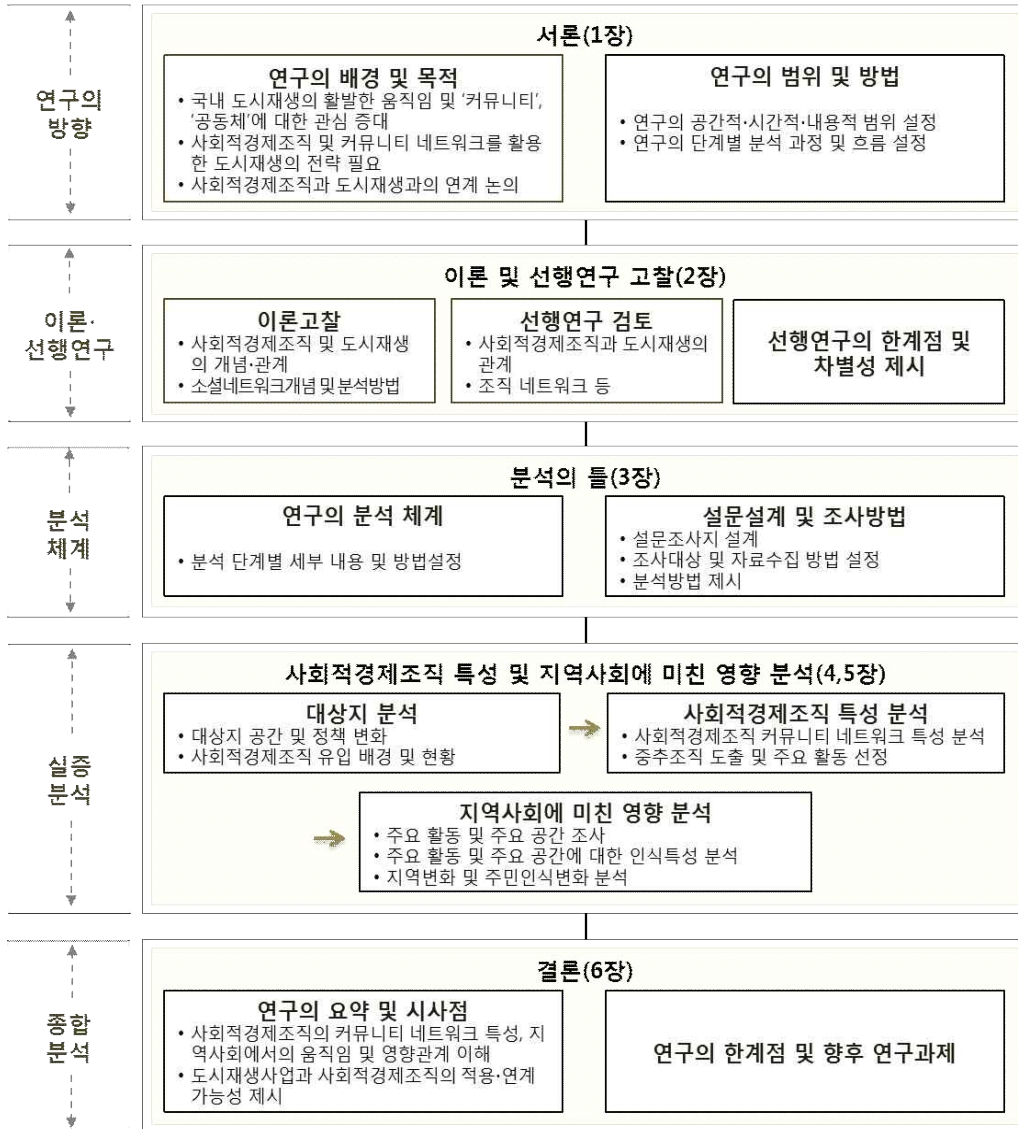 연구의
방향
서론(1장)
연구의 배경 및 목적
• 국내 도시재생의 활발한 움직임 및 ‘커뮤니티’,
‘공동체’에 대한 관심 증대
• 사회적경제조직 및 커뮤니티 네트워크를 활용
한 도시재생의 전략 필요
• 사회적경제조직과 도시재생과의 연계 논의
연구의 범위 및 방법
• 연구의 공간적·시간적·내용적 범위 설정
• 연구의 단계별 분석 과정 및 흐름 설정
이론·
선행연구
이론 및 선행연구 고찰(2장)
이론고찰
• 사회적경제조직 및 도시재생
의 개념·관계
• 소셜네트워크개념 및 분석방법
선행연구 검토
• 사회적경제조직과 도시재생의
관계
• 조직 네트워크 등
선행연구의 한계점 및
차별성 제시
분석
체계
분석의 틀(3장)
연구의 분석 체계
• 분석 단계별 세부 내용 및 방법설정
설문설계 및 조사방법
• 설문조사지 설계
• 조사대상 및 자료수집 방법 설정
• 분석방법 제시
실증
분석
사회적경제조직 특성 및 지역사회에 미친 영향 분석(4,5장)
대상지 분석
• 대상지 공간 및 정책 변화
• 사회적경제조직 유입 배경 및 현황
사회적경제조직 특성 분석
• 사회적경제조직 커뮤니티 네트워크 특성 분석
• 중추조직 도출 및 주요 활동 선정
지역사회에 미친 영향 분석
• 주요 활동 및 주요 공간 조사
• 주요 활동 및 주요 공간에 대한 인식특성 분석
• 지역변화 및 주민인식변화 분석
종합
분석
결론(6장)
연구의 요약 및 시사점
• 사회적경제조직의 커뮤니티 네트워크 특성, 지
역사회에서의 움직임 및 영향관계 이해
• 도시재생사업과 사회적경제조직의 적용·연계
가능성 제시
연구의 한계점 및 향후 연구과제